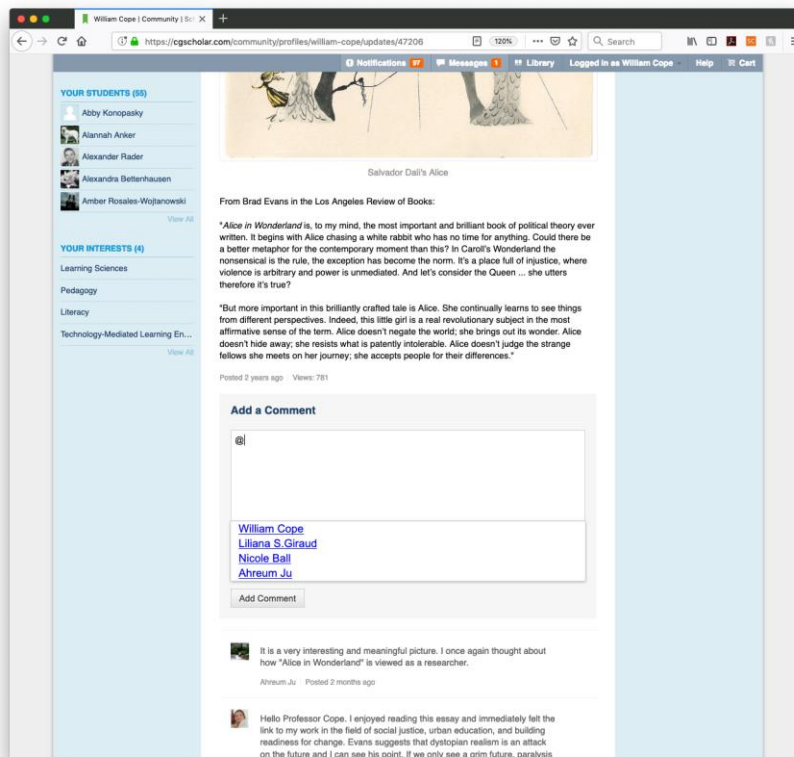 William Cope | Community | Sch
https://cgscholar.com/community/profiles/william-cope/updates/47206
120%
Search
Notifications 97
Messages 1
Library
Logged in as William Cope
Help
Cart
YOUR STUDENTS (55)
Abby Konopasky
Alannah Anker
Alexander Rader
Alexandra Bettenhausen
Amber Rosales-Wojtanowski
View All
YOUR INTERESTS (4)
Learning Sciences
Pedagogy
Literacy
Technology-Mediated Learning En...
View All
Salvador Dali's Alice
From Brad Evans in the Los Angeles Review of Books:
"Alice in Wonderland is, to my mind, the most important and brilliant book of political theory ever
written. It begins with Alice chasing a white rabbit who has no time for anything. Could there be
a better metaphor for the contemporary moment than this? In Caroll's Wonderland the
nonsensical is the rule, the exception has become the norm. It's a place full of injustice, where
violence is arbitrary and power is unmediated. And let's consider the Queen ... she utters
therefore it's true?
"But more important in this brilliantly crafted tale is Alice. She continually learns to see things
from different perspectives. Indeed, this little girl is a real revolutionary subject in the most
affirmative sense of the term. Alice doesn't negate the world; she brings out its wonder. Alice
doesn't hide away; she resists what is patently intolerable. Alice doesn't judge the strange
fellows she meets on her journey; she accepts people for their differences."
Posted 2 years ago
Views: 781
Add a Comment
@
William Cope
Liliana S.Giraud
Nicole Ball
Ahreum Ju
Add Comment
It is a very interesting and meaningful picture. I once again thought about
how "Alice in Wonderland" is viewed as a researcher.
Ahreum Ju
Posted 2 months ago
Hello Professor Cope. I enjoyed reading this essay and immediately felt the
link to my work in the field of social justice, urban education, and building
readiness for change. Evans suggests that dystopian realism is an attack
on the future and I can see his point. If we only see a grim future, paralysis